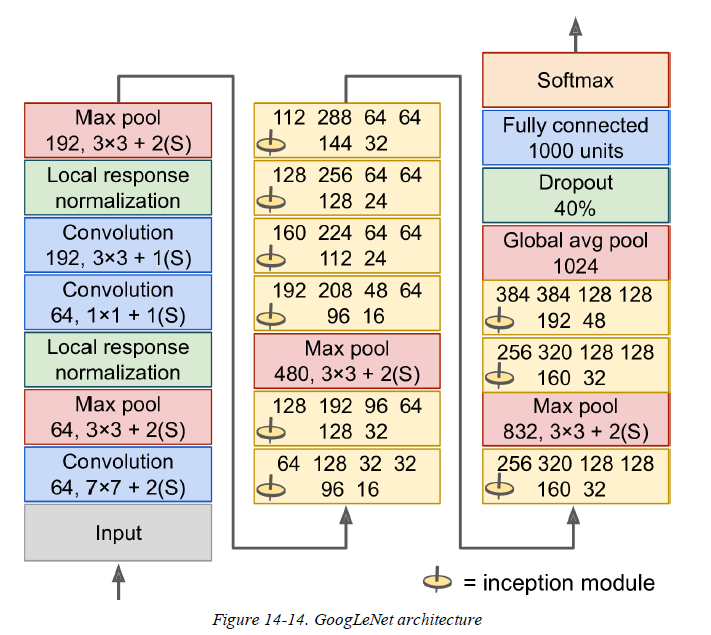 Max pool
192, 3×3 + 2(S)
Local response
normalization
Convolution
192, 3×3 + 1(S)
Convolution
64, 1×1 + 1(S)
Local response
normalization
Max pool
64, 3×3 + 2(S)
Convolution
64, 7×7 + 2(S)
Input
112 288 64 64
144 32
128 256 64 64
128 24
160 224 64 64
112 24
192 208 48 64
96 16
Max pool
480, 3×3 + 2(S)
128 192 96 64
128 32
64 128 32 32
96 16
Softmax
Fully connected
1000 units
Dropout
40%
Global avg pool
1024
384 384 128 128
192 48
256 320 128 128
160 32
Max pool
832, 3×3 + 2(S)
256 320 128 128
160 32
= inception module
Figure 14-14. GoogLeNet architecture